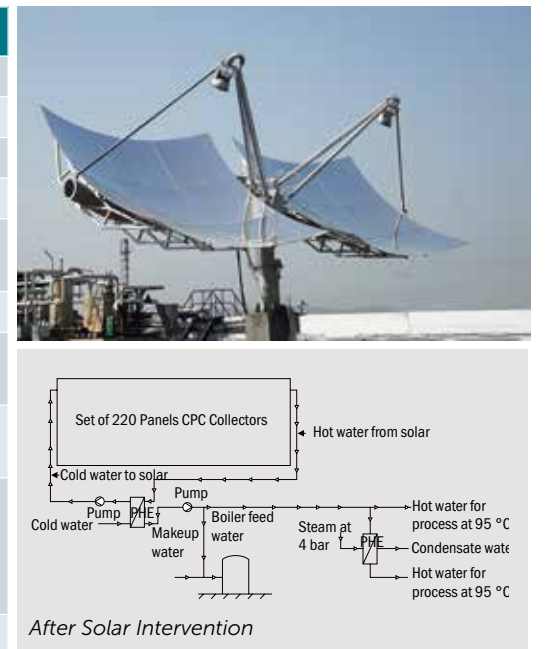 Set of 220 Panels CPC Collectors
Hot water from solar
Cold water to solar
Pump
PHE
Pump
Cold water
Makeup
water
Boiler feed
water
Steam at
4 bar
PHE
Hot water for
process at 95 °C
Condensate wate
Hot water for
process at 95 °C
After Solar Intervention